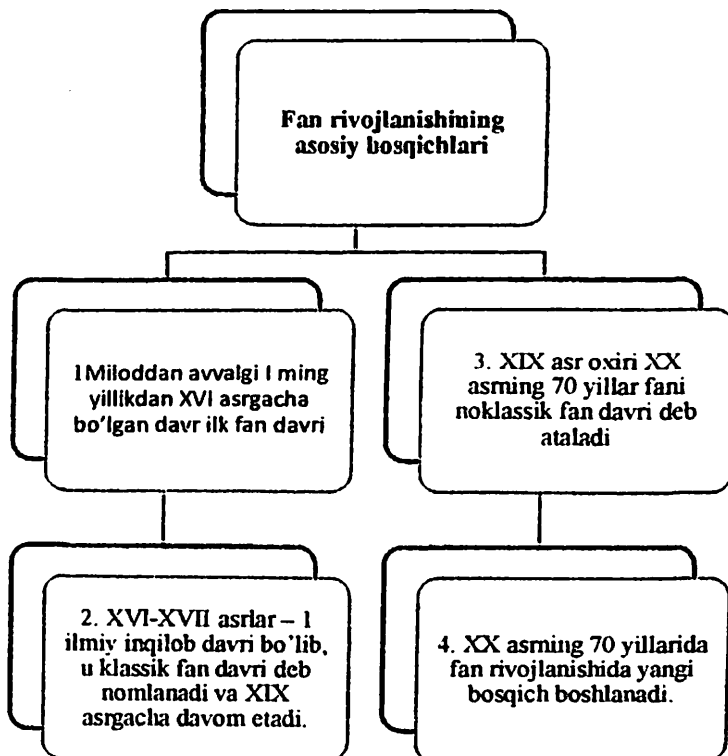 Fan rivojlanishining
asosiy bosqichlari
1Miloddan avvalgi I ming
yillikdan XVI asrgacha
bo'lgan davr ilk fan davri
2. XVI-XVII asrlar – 1
ilmiy inqilob davri bo'lib,
u klassik fan davri deb
nomlanadi va XIX
asrgacha davom etadi.
3. XIX asr oxiri XX
asrning 70 yillar fani
noklassik fan davri deb
ataladi
4. XX asrning 70 yillarida
fan rivojlanishida yangi
bosqich boshlanadi.